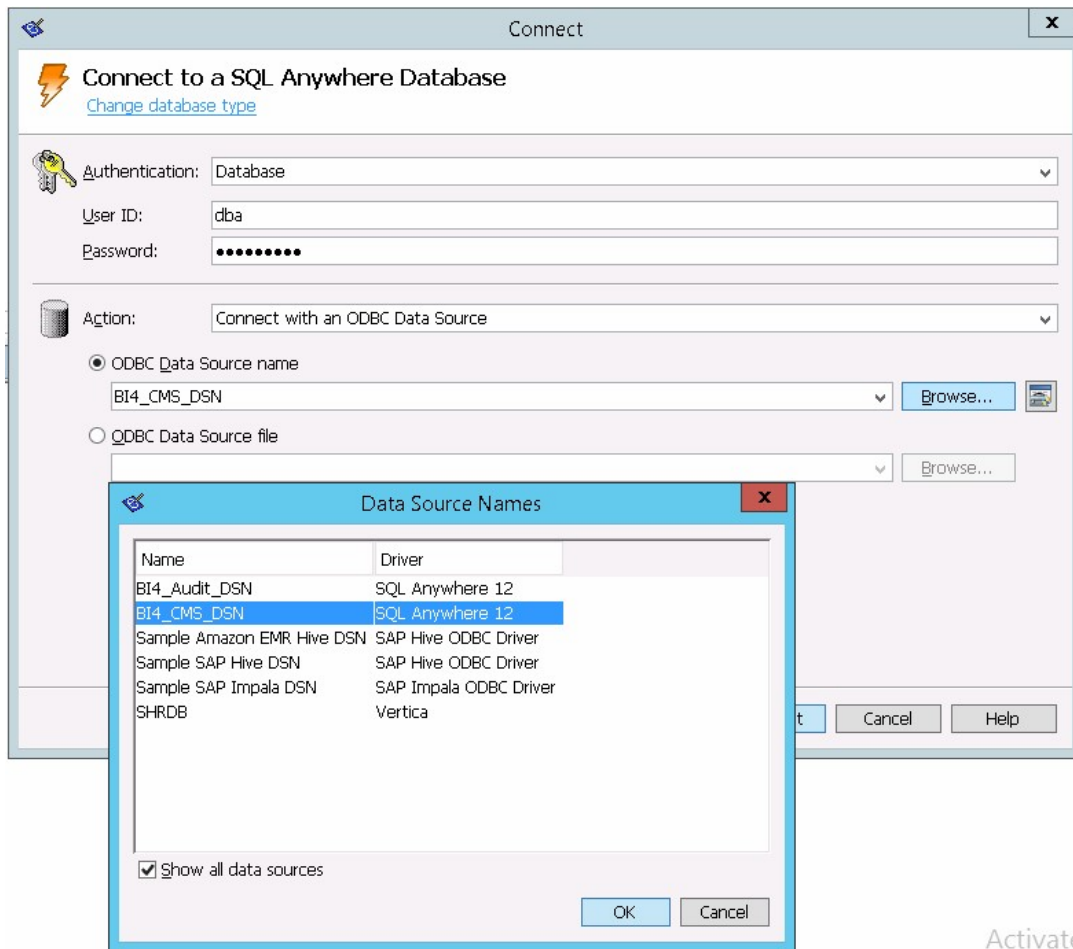 Connect
x
Connect to a SQL Anywhere Database
Change database type
Authentication: Database
User ID: dba
Password: •••••••••
Action: Connect with an ODBC Data Source
ODBC Data Source name
BI4_CMS_DSN Browse...
ODBC Data Source file
Browse...
Data Source Names
x
Name Driver
BI4_Audit_DSN SQL Anywhere 12
BI4_CMS_DSN SQL Anywhere 12
Sample Amazon EMR Hive DSN SAP Hive ODBC Driver
Sample SAP Hive DSN SAP Hive ODBC Driver
Sample SAP Impala DSN SAP Impala ODBC Driver
SHRDB Vertica
t Cancel Help
Show all data sources
OK Cancel
Activate